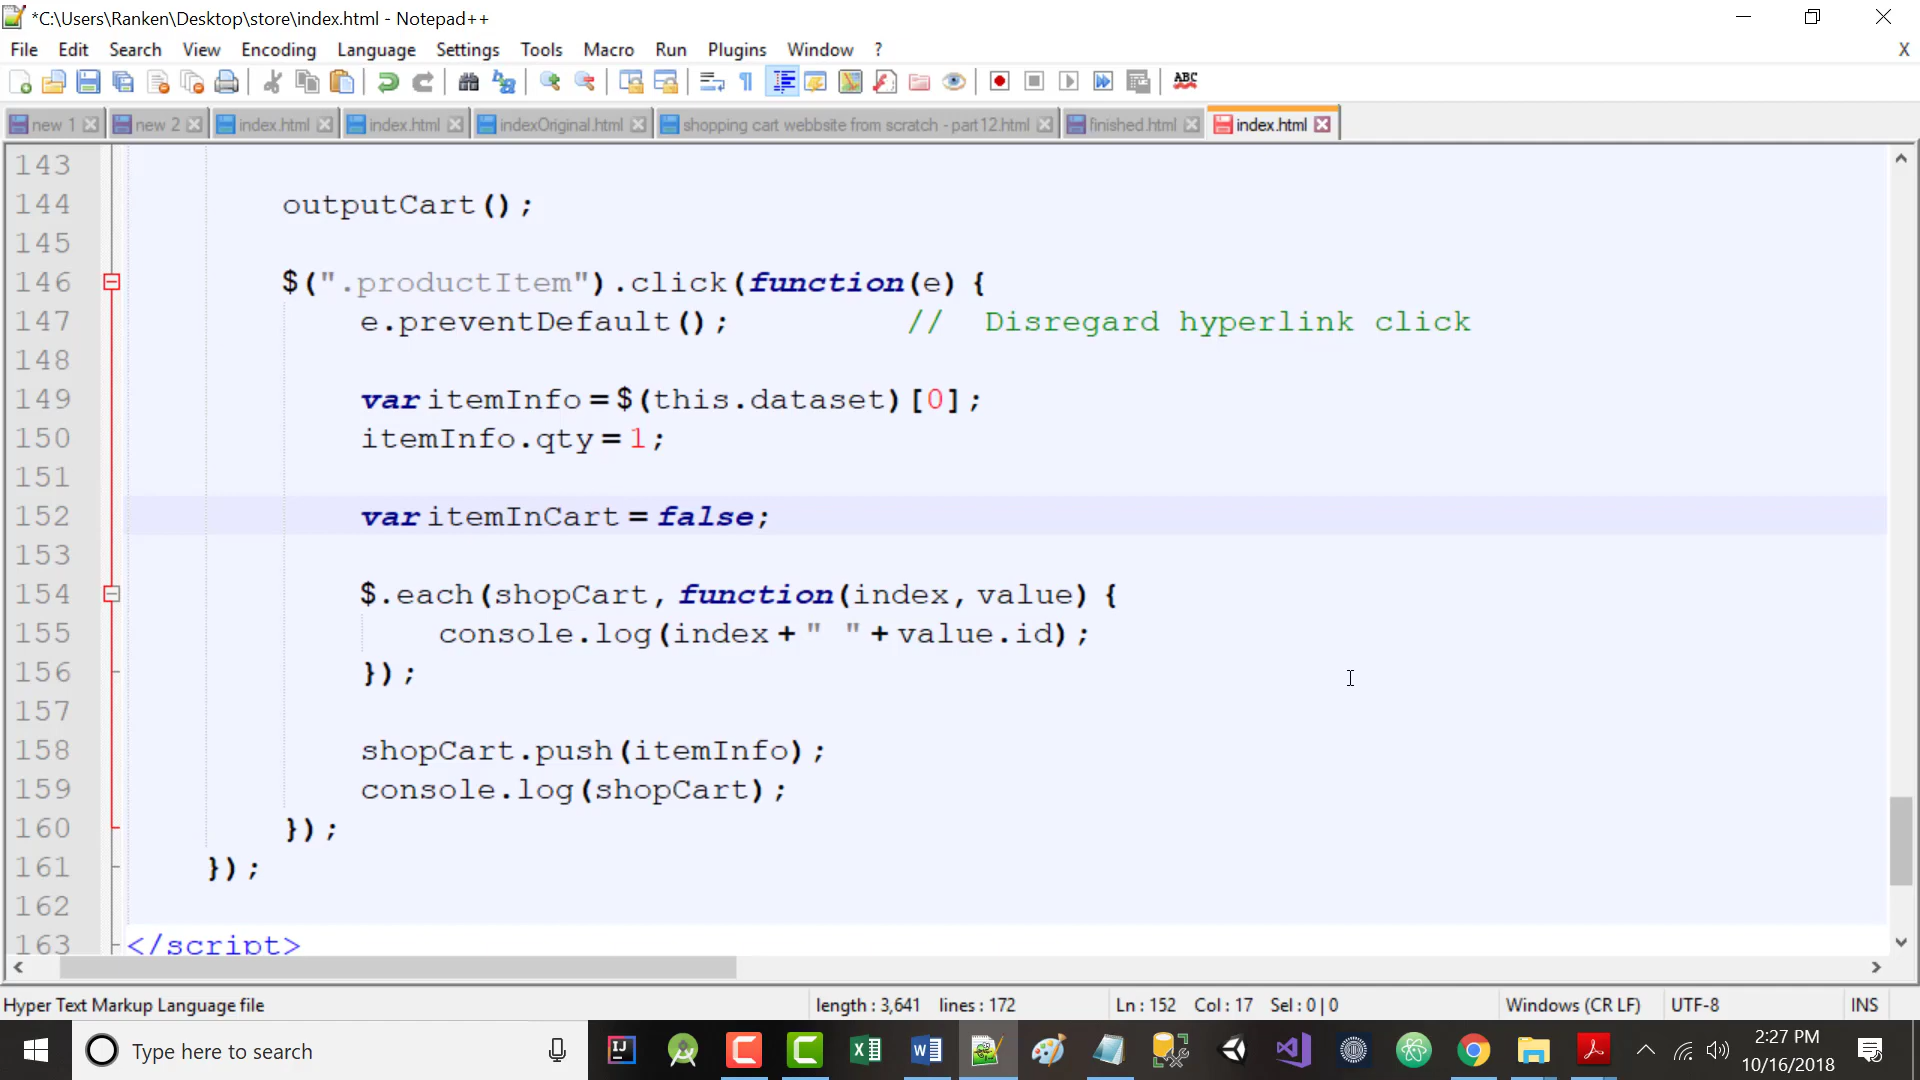 *C:\Users\Ranken\Desktop\store\index.html - Notepad++
File Edit Search View Encoding Language Settings Tools Macro Run Plugins Window ? X
ABC
new 1 new 2 index.html index.html indexOriginal.html shopping cart webbsite from scratch - part12.html finished.html index.html
143
144 outputCart();
145
146 $(".productItem").click(function(e) {
147 e.preventDefault(); // Disregard hyperlink click
148
149 var itemInfo = $(this.dataset)[0];
150 itemInfo.qty = 1;
151
152 var itemInCart = false;
153
154 $.each(shopCart, function(index, value) {
155 console.log(index + " " + value.id);
156 });
157
158 shopCart.push(itemInfo);
159 console.log(shopCart);
160 });
161 });
162
163 </script>
Hyper Text Markup Language file length : 3,641 lines : 172 Ln : 152 Col : 17 Sel : 0 | 0 Windows (CR LF) UTF-8 INS
Type here to search
2:27 PM
10/16/2018